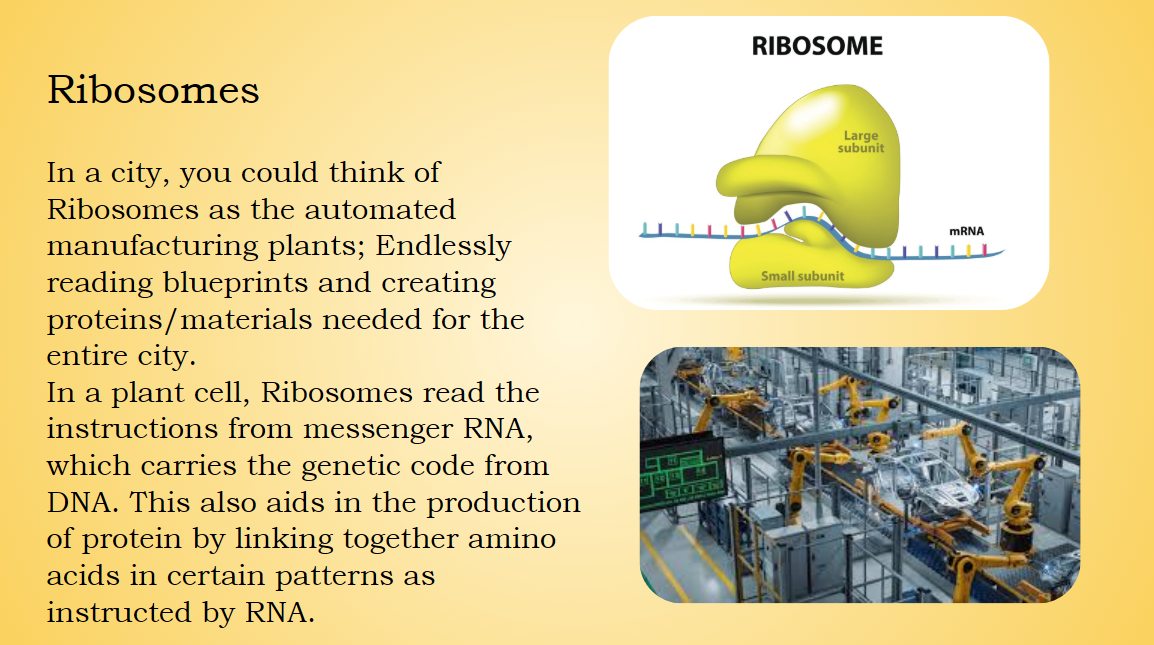 Ribosomes
In a city, you could think of
Ribosomes as the automated
manufacturing plants; Endlessly
reading blueprints and creating
proteins/materials needed for the
entire city.
In a plant cell, Ribosomes read the
instructions from messenger RNA,
which carries the genetic code from
DNA. This also aids in the production
of protein by linking together amino
acids in certain patterns as
instructed by RNA.
RIBOSOME
Large
subunit
mRNA
Small subunit